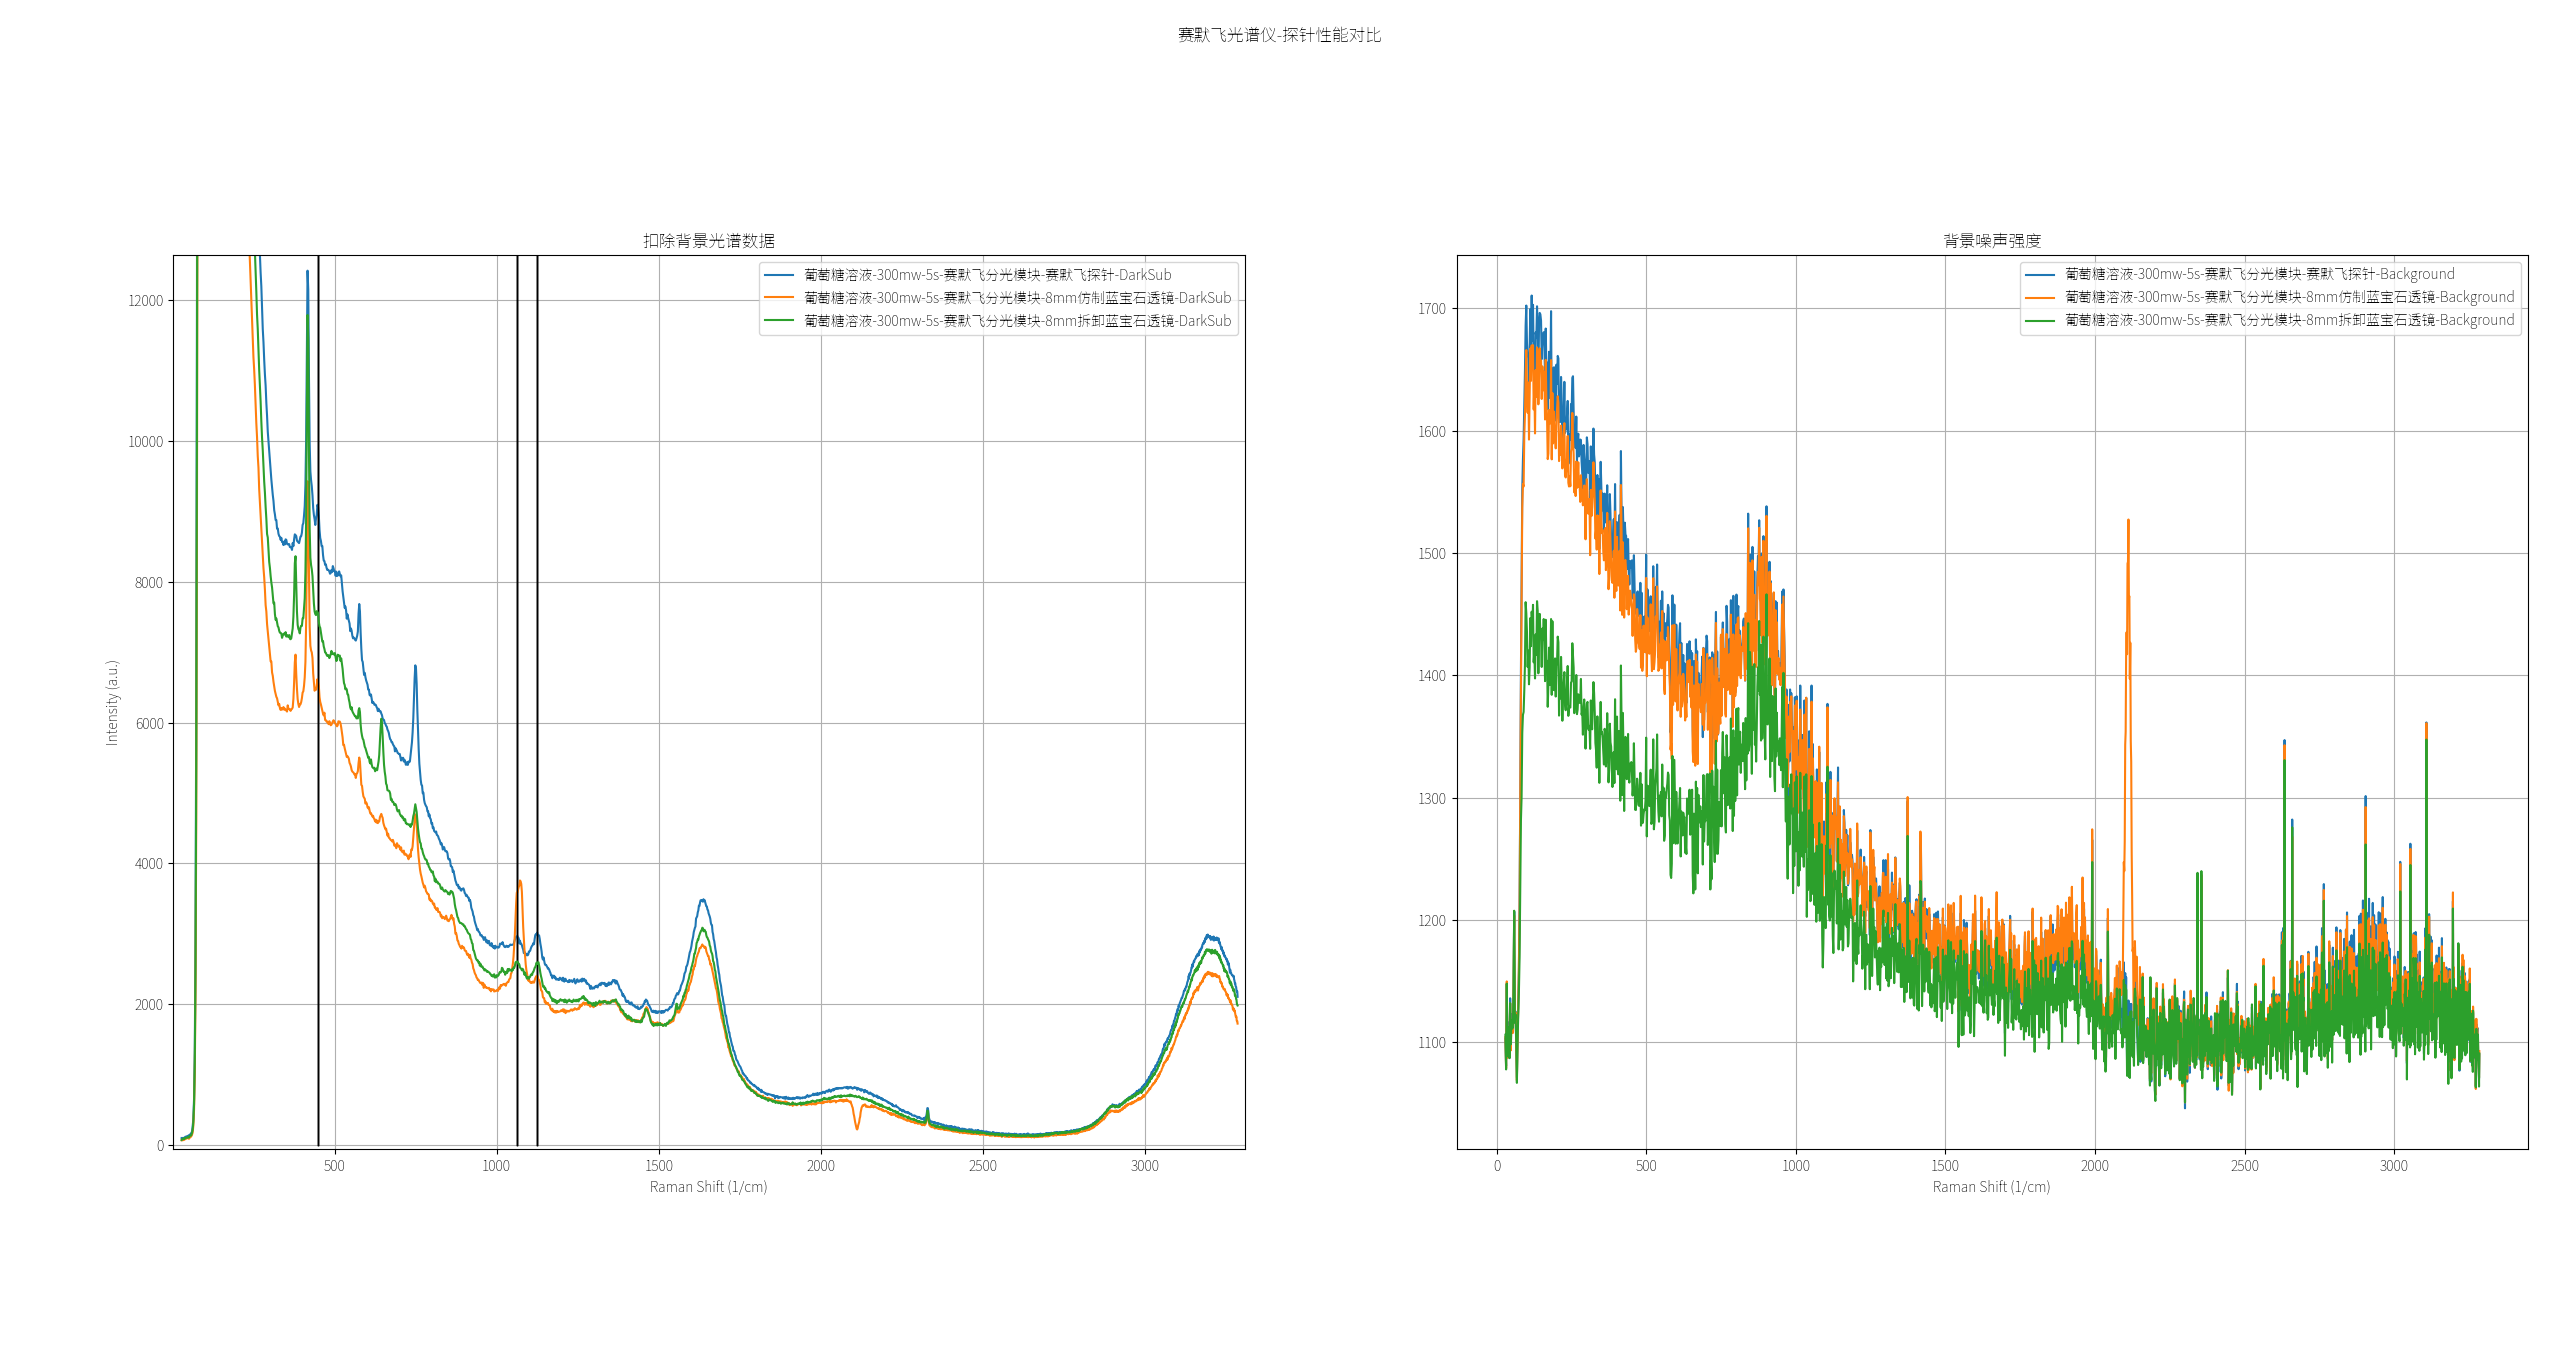 赛默飞光谱仪-探针性能对比
扣除背景光谱数据
葡萄糖溶液-300mw-5s-赛默飞分光模块-赛默飞探针-DarkSub
葡萄糖溶液-300mw-5s-赛默飞分光模块-8mm仿制蓝宝石透镜-DarkSub
葡萄糖溶液-300mw-5s-赛默飞分光模块-8mm拆卸蓝宝石透镜-DarkSub
Intensity (a.u.)
12000
10000
8000
6000
4000
2000
0
500 1000 1500 2000 2500 3000
Raman Shift (1/cm)
背景噪声强度
葡萄糖溶液-300mw-5s-赛默飞分光模块-赛默飞探针-Background
葡萄糖溶液-300mw-5s-赛默飞分光模块-8mm仿制蓝宝石透镜-Background
葡萄糖溶液-300mw-5s-赛默飞分光模块-8mm拆卸蓝宝石透镜-Background
1700
1600
1500
1400
1300
1200
1100
0 500 1000 1500 2000 2500 3000
Raman Shift (1/cm)